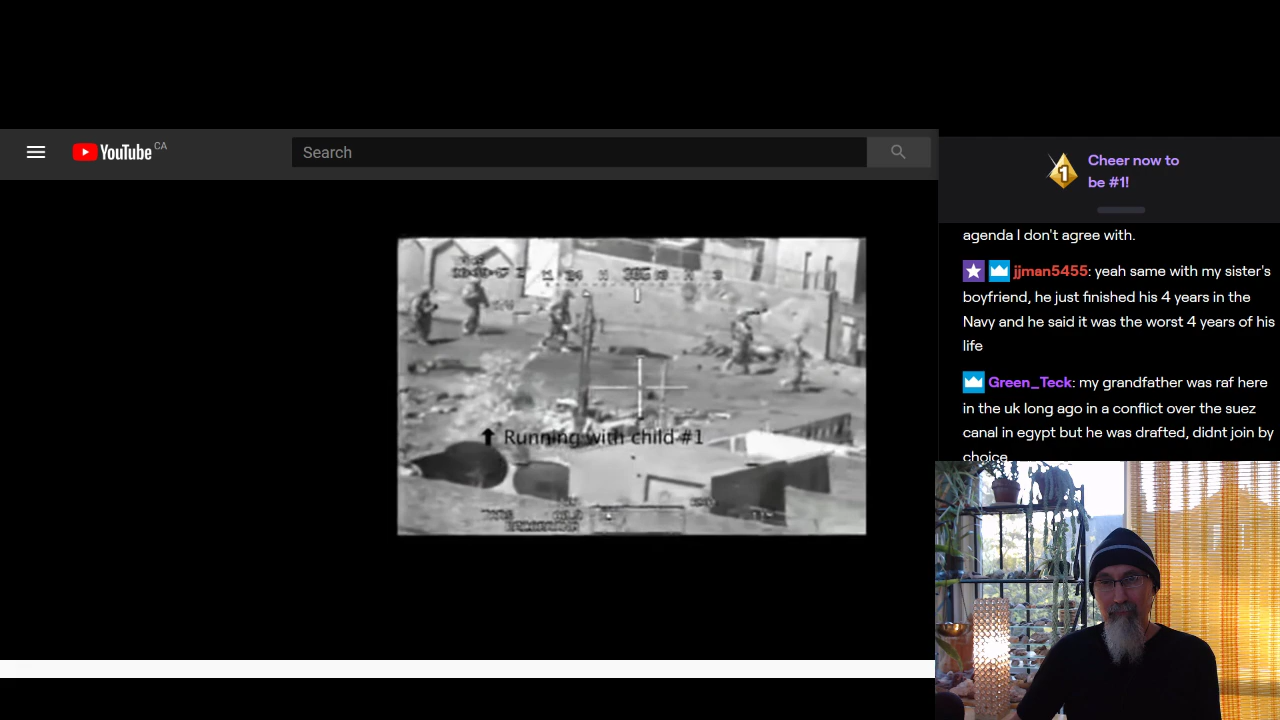 YouTube CA
Search
1
Cheer now to
be #1!
agenda I don't agree with.
jjman5455: yeah same with my sister's
boyfriend, he just finished his 4 years in the
Navy and he said it was the worst 4 years of his
life
Green_Teck: my grandfather was raf here
in the uk long ago in a conflict over the suez
canal in egypt but he was drafted, didnt join by
choice
Running with child #1